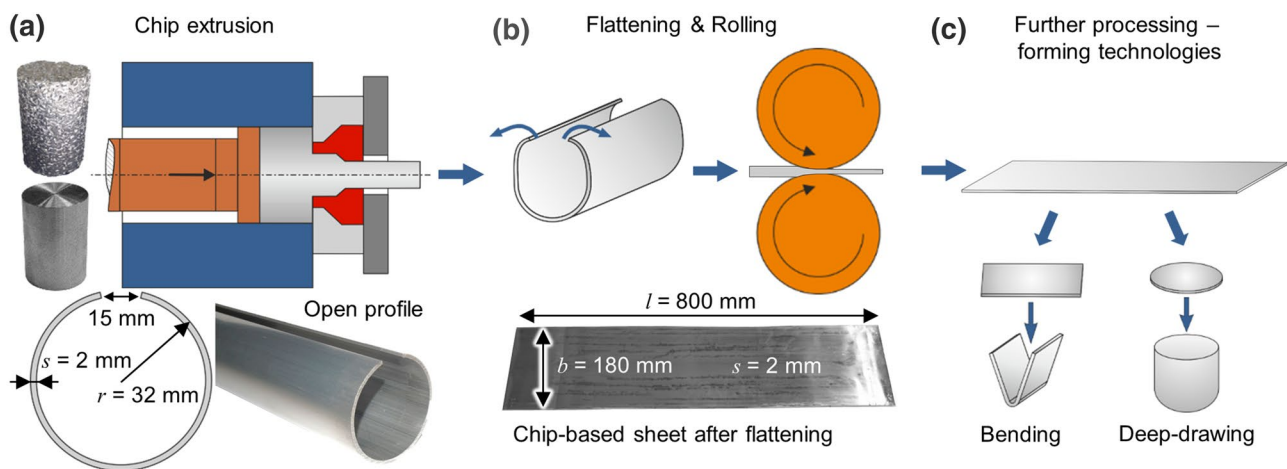 (a)
Chip extrusion
15 mm
s = 2 mm
r = 32 mm
Open profile
(b)
Flattening & Rolling
l = 800 mm
b = 180 mm
s = 2 mm
Chip-based sheet after flattening
(c)
Further processing –
forming technologies
Bending
Deep-drawing